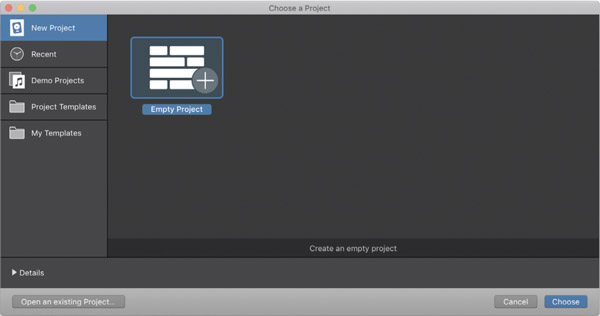 Choose a Project
New Project
Recent
Demo Projects
Project Templates
My Templates
Empty Project
Create an empty project
Details
Open an existing Project...
Cancel
Choose